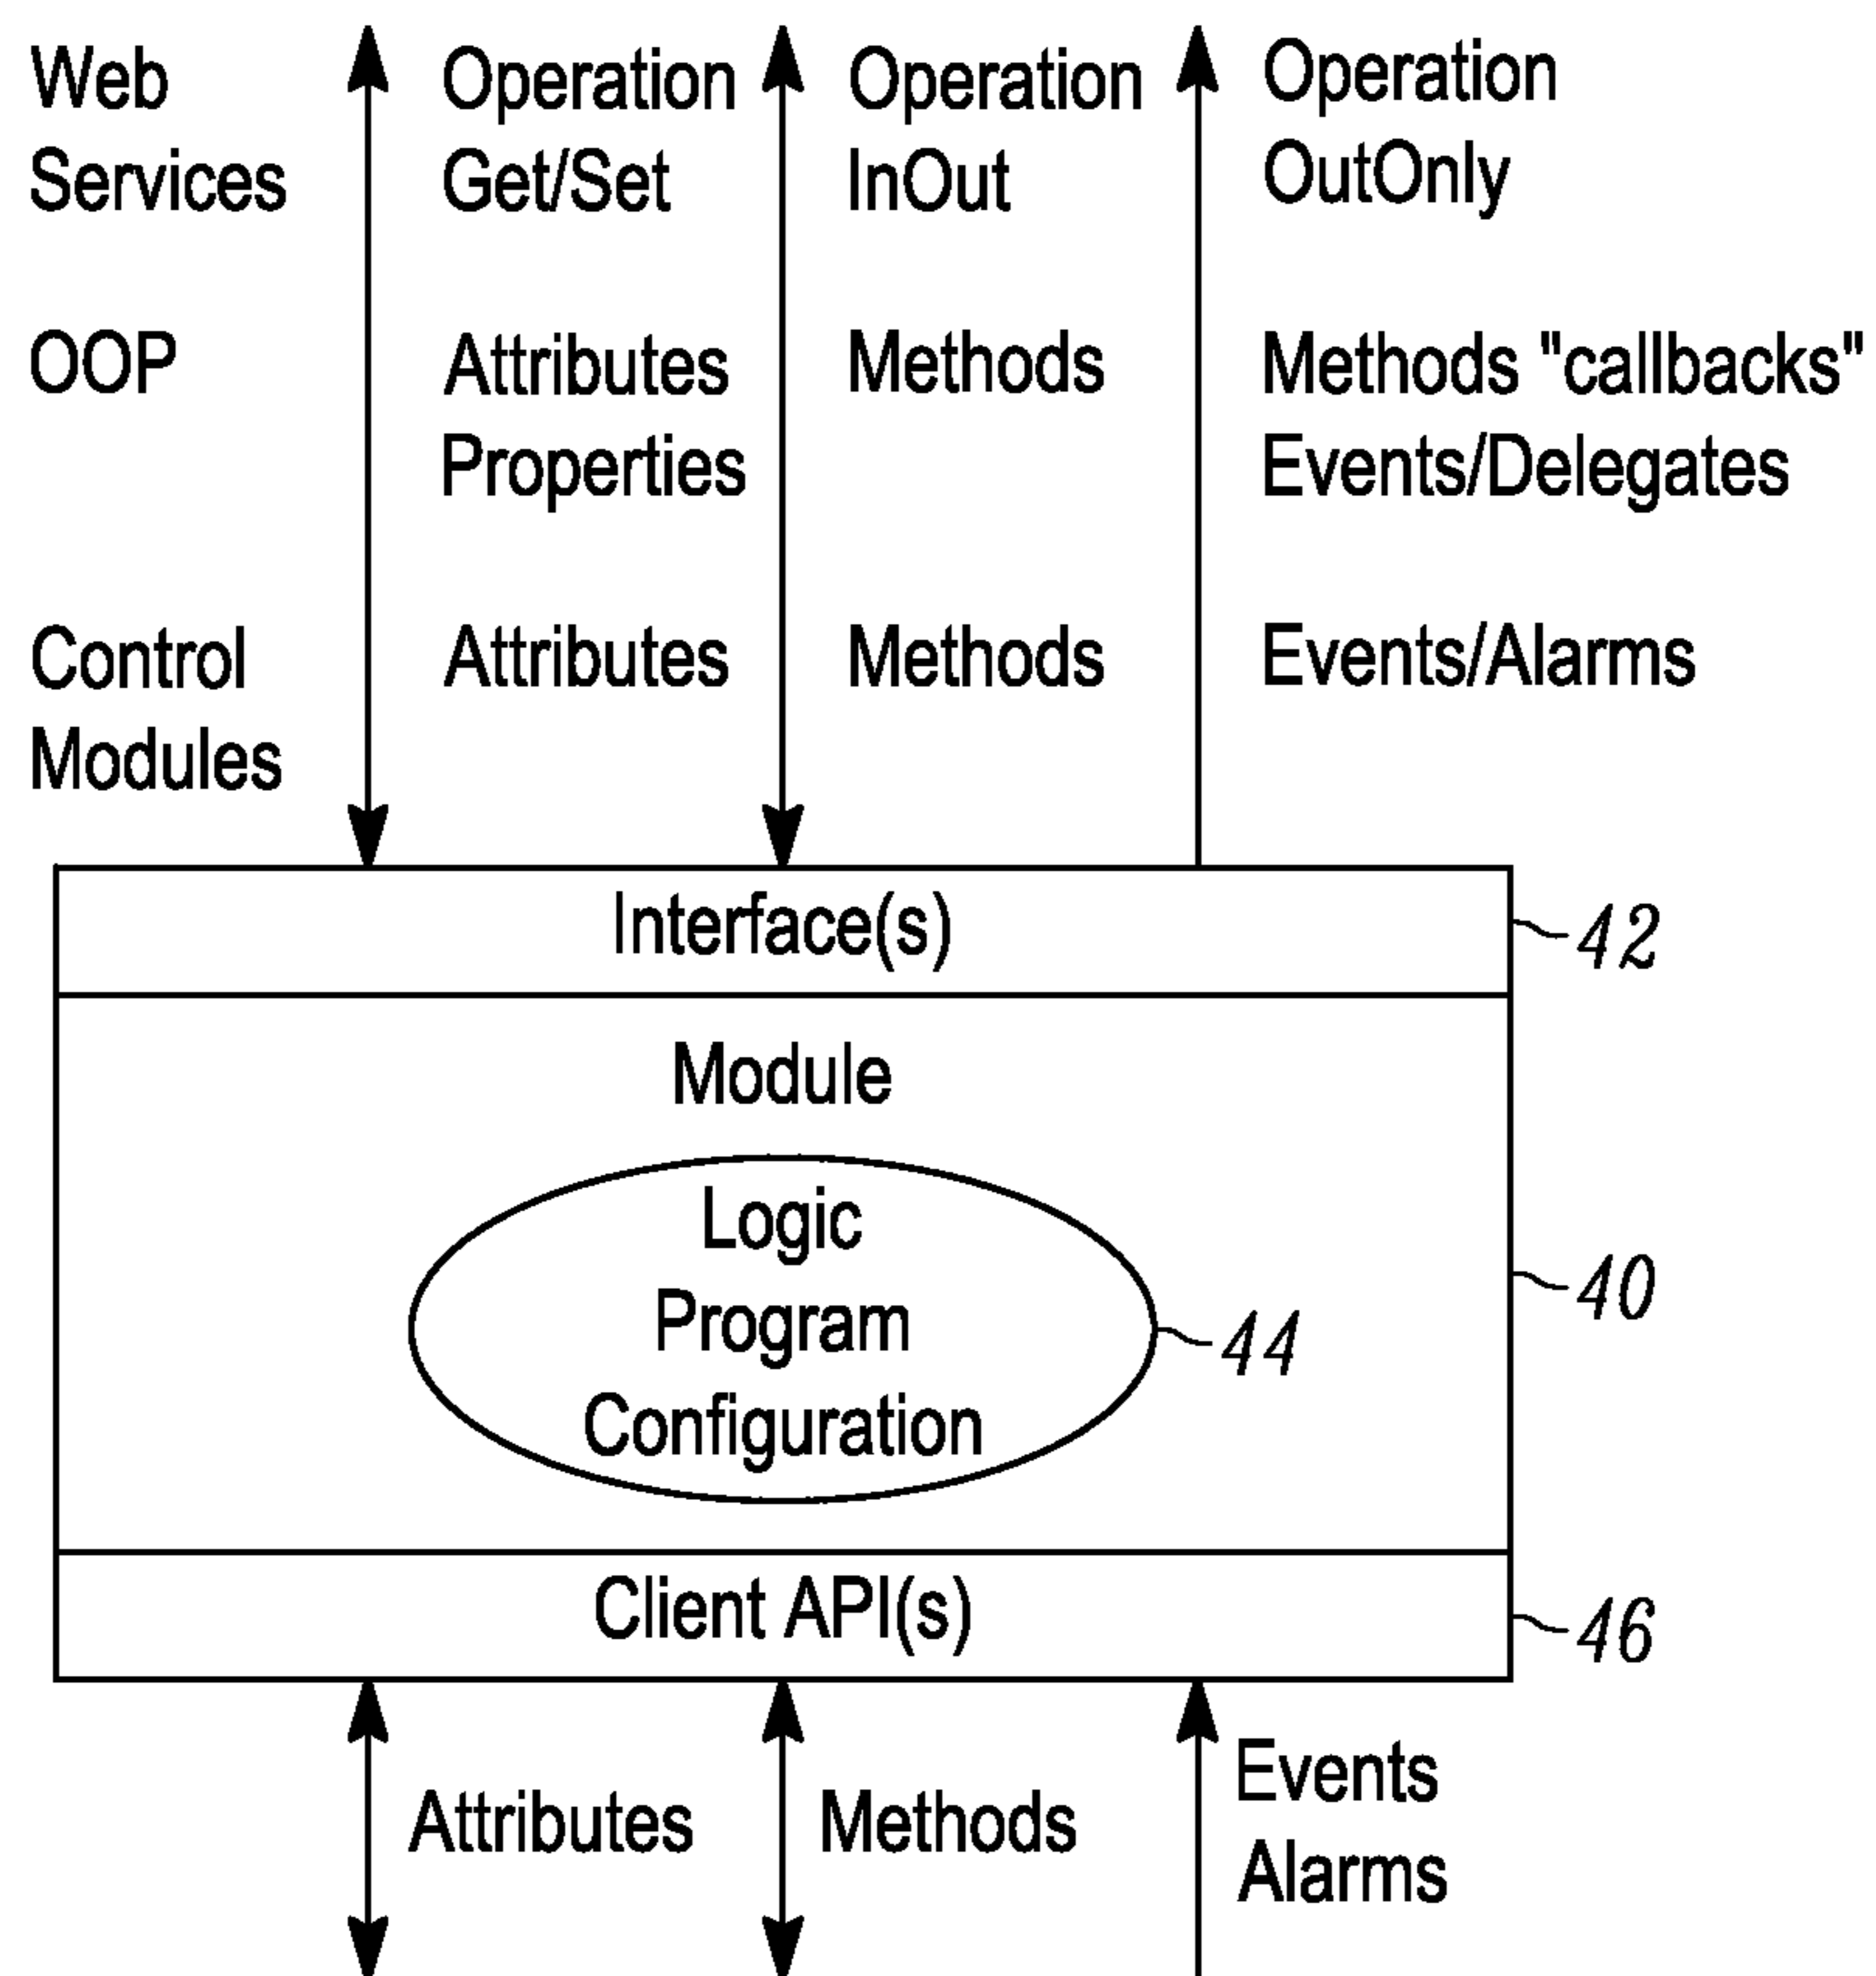 Web Services
Operation Get/Set
Operation InOut
Operation OutOnly
OOP
Attributes Properties
Methods
Methods "callbacks"
Events/Delegates
Control Modules
Attributes
Methods
Events/Alarms
Interface(s)
42
Module
40
Logic
Program
Configuration
44
Client API(s)
46
Attributes
Methods
Events
Alarms